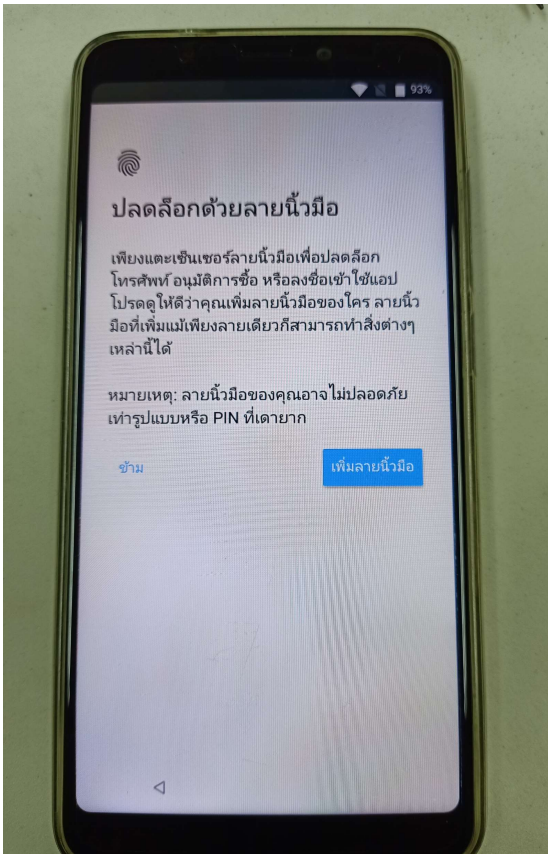 93%
ปลดล็อกด้วยลายนิ้วมือ
เพียงแตะเซ็นเซอร์ลายนิ้วมือเพื่อปลดล็อก
โทรศัพท์ อนุมัติการซื้อ หรือลงชื่อเข้าใช้แอป
โปรดดูให้ดีว่าคุณเพิ่มลายนิ้วมือของใคร ลายนิ้ว
มือที่เพิ่มแม้เพียงลายเดียวก็สามารถทำสิ่งต่างๆ
เหล่านี้ได้
หมายเหตุ: ลายนิ้วมือของคุณอาจไม่ปลอดภัย
เท่ารูปแบบหรือ PIN ที่เดายาก
ข้าม
เพิ่มลายนิ้วมือ